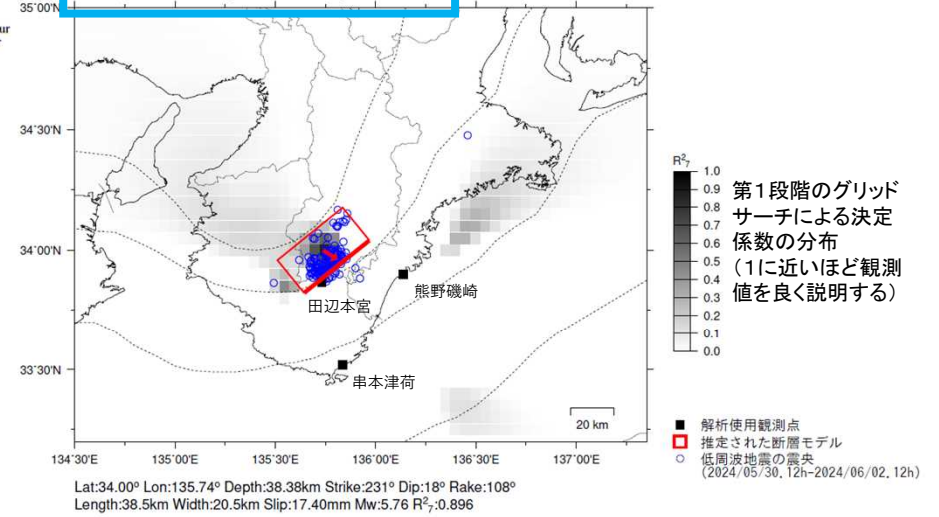 ur
35°00'N
34°30'N
34°00'N
33°30'N
134°30'E 135°00'E 135°30'E 136°00'E 136°30'E 137°00'E
田辺本宮
熊野磯崎
串本津荷
20 km
R²₇
1.0
0.9
0.8
0.7
0.6
0.5
0.4
0.3
0.2
0.1
0.0
第1段階のグリッド
サーチによる決定
係数の分布
（1に近いほど観測
値を良く説明する）
解析使用観測点
推定された断層モデル
低周波地震の震央
(2024/05/30.12h-2024/06/02.12h)
Lat:34.00º Lon:135.74º Depth:38.38km Strike:231º Dip:18º Rake:108º
Length:38.5km Width:20.5km Slip:17.40mm Mw:5.76 R²₇:0.896